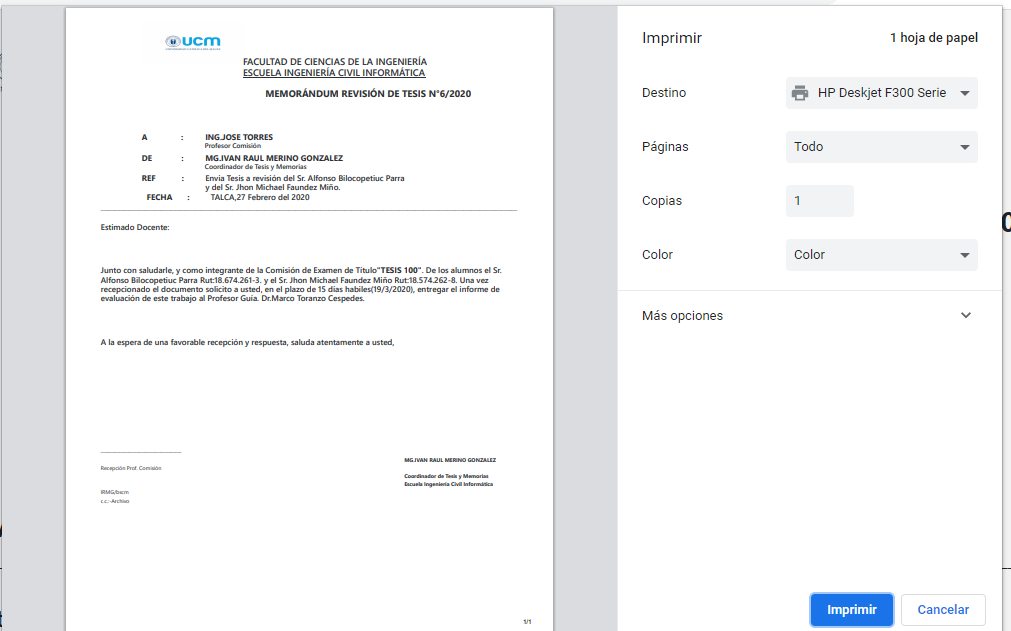 ucm
FACULTAD DE CIENCIAS DE LA INGENIERÍA
ESCUELA INGENIERÍA CIVIL INFORMÁTICA
MEMORÁNDUM REVISIÓN DE TESIS N°6/2020
A : ING.JOSE TORRES
Profesor Comisión
DE : MG.IVAN RAUL MERINO GONZALEZ
Coordinador de Tesis y Memorias
REF : Envia Tesis a revisión del Sr. Alfonso Bilocopetiuc Parra
y del Sr. Jhon Michael Faundez Miño.
FECHA : TALCA,27 Febrero del 2020
Estimado Docente:
Junto con saludarle, y como integrante de la Comisión de Examen de Título"TESIS 100". De los alumnos el Sr.
Alfonso Bilocopetiuc Parra Rut:18.674.261-3. y el Sr. Jhon Michael Faundez Miño Rut:18.574.262-8. Una vez
recepcionado el documento solicito a usted, en el plazo de 15 días habiles(19/3/2020), entregar el informe de
evaluación de este trabajo al Profesor Guía. Dr.Marco Toranzo Cespedes.
A la espera de una favorable recepción y respuesta, saluda atentamente a usted,
Recepción Prof. Comisión
IRMG/bscm
c.c.-Archivo
MG.IVAN RAUL MERINO GONZALEZ
Coordinador de Tesis y Memorias
Escuela Ingeniería Civil Informática
1/1
Imprimir 1 hoja de papel
Destino HP Deskjet F300 Serie
Páginas Todo
Copias 1
Color Color
Más opciones
Imprimir Cancelar